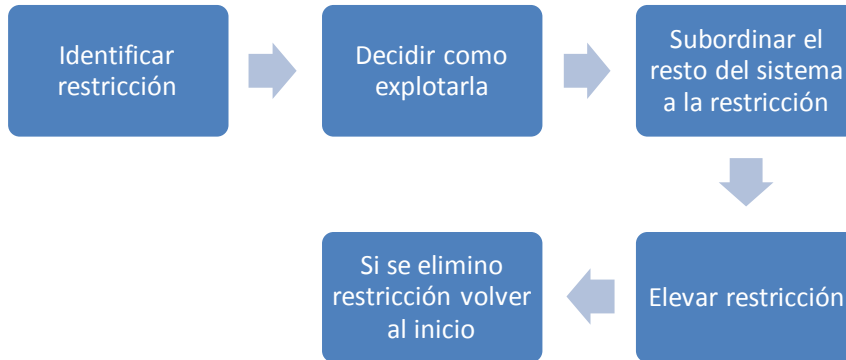 Identificar
restricción
Decidir como
explotarla
Subordinar el
resto del sistema
a la restricción
Elevar restricción
Si se elimino
restricción volver
al inicio